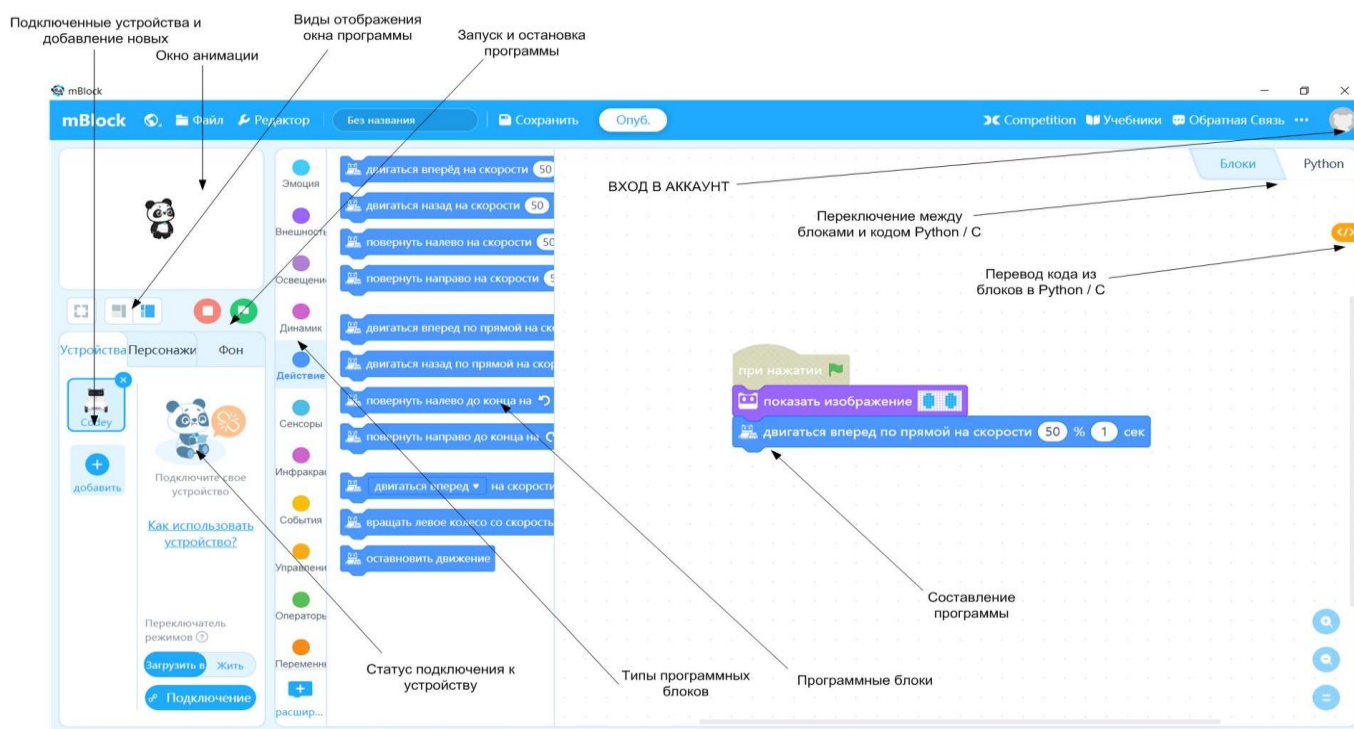 Подключенные устройства и
добавление новых
Виды отображения
окна программы
Запуск и остановка
программы
Окно анимации
mBlock
mBlock
Файл
Редактор
Без названия
Сохранить
Опуб.
Competition
Учебники
Обратная Связь
Устройства
Персонажи
Фон
Codey
добавить
Подключите свое
устройство
Как использовать
устройство?
Переключатель
режимов
Загрузить в
Жить
Подключение
Эмоция
Внешность
Освещени
Динамик
Действие
Сенсоры
Инфракрас
События
Управлени
Операторы
Переменны
расшир...
двигаться вперёд на скорости 50
двигаться назад на скорости 50
повернуть налево на скорости 50
повернуть направо на скорости
двигаться вперед по прямой на ск
двигаться назад по прямой на скор
повернуть налево до конца на
повернуть направо до конца на
двигаться вперед на скорости
вращать левое колесо со скорость
оставновить движение
ВХОД В АККАУНТ
Блоки
Python
Переключение между
блоками и кодом Python / C
Перевод кода из
блоков в Python / C
</>
при нажатии
показать изображение
двигаться вперед по прямой на скорости 50 % 1 сек
Составление
программы
Статус подключения к
устройству
Типы программных
блоков
Программные блоки